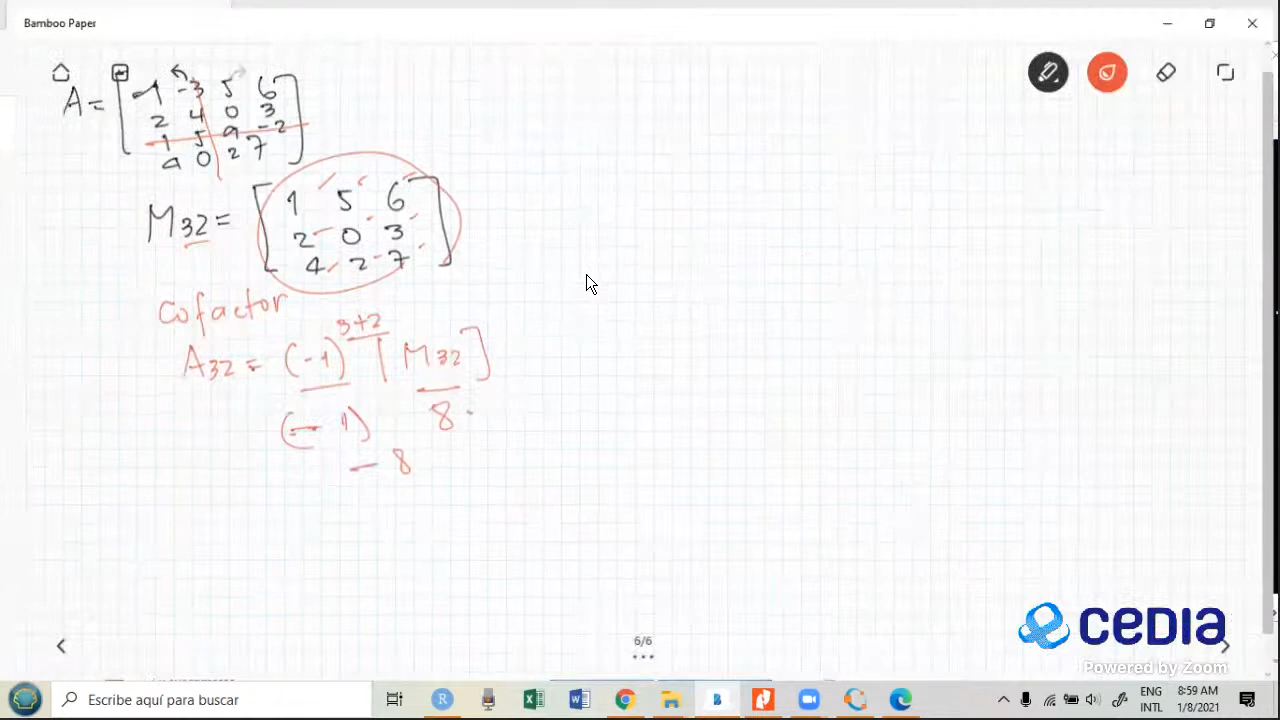 Bamboo Paper
A = [ 1 -3 5 6
2 4 0 3
1 5 9 -2
4 0 2 7 ]
M32 = [ 1 5 6
2 0 3
4 2 7 ]
Cofactor
A32 = (-1)^3+2 [M32]
(-1) 8
- 8
6/6
cedia
Powered by Zoom
Escribe aquí para buscar
ENG
INTL
8:59 AM
1/8/2021